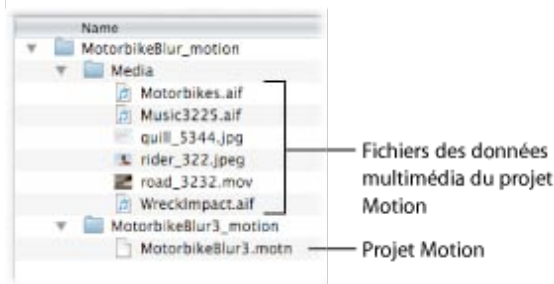 Name
MotorbikeBlur_motion
Media
Motorbikes.aif
Music3225.aif
quill_5344.jpg
rider_322.jpeg
road_3232.mov
WreckImpact.aif
MotorbikeBlur3_motion
MotorbikeBlur3.motn
Fichiers des données
multimédia du projet
Motion
Projet Motion